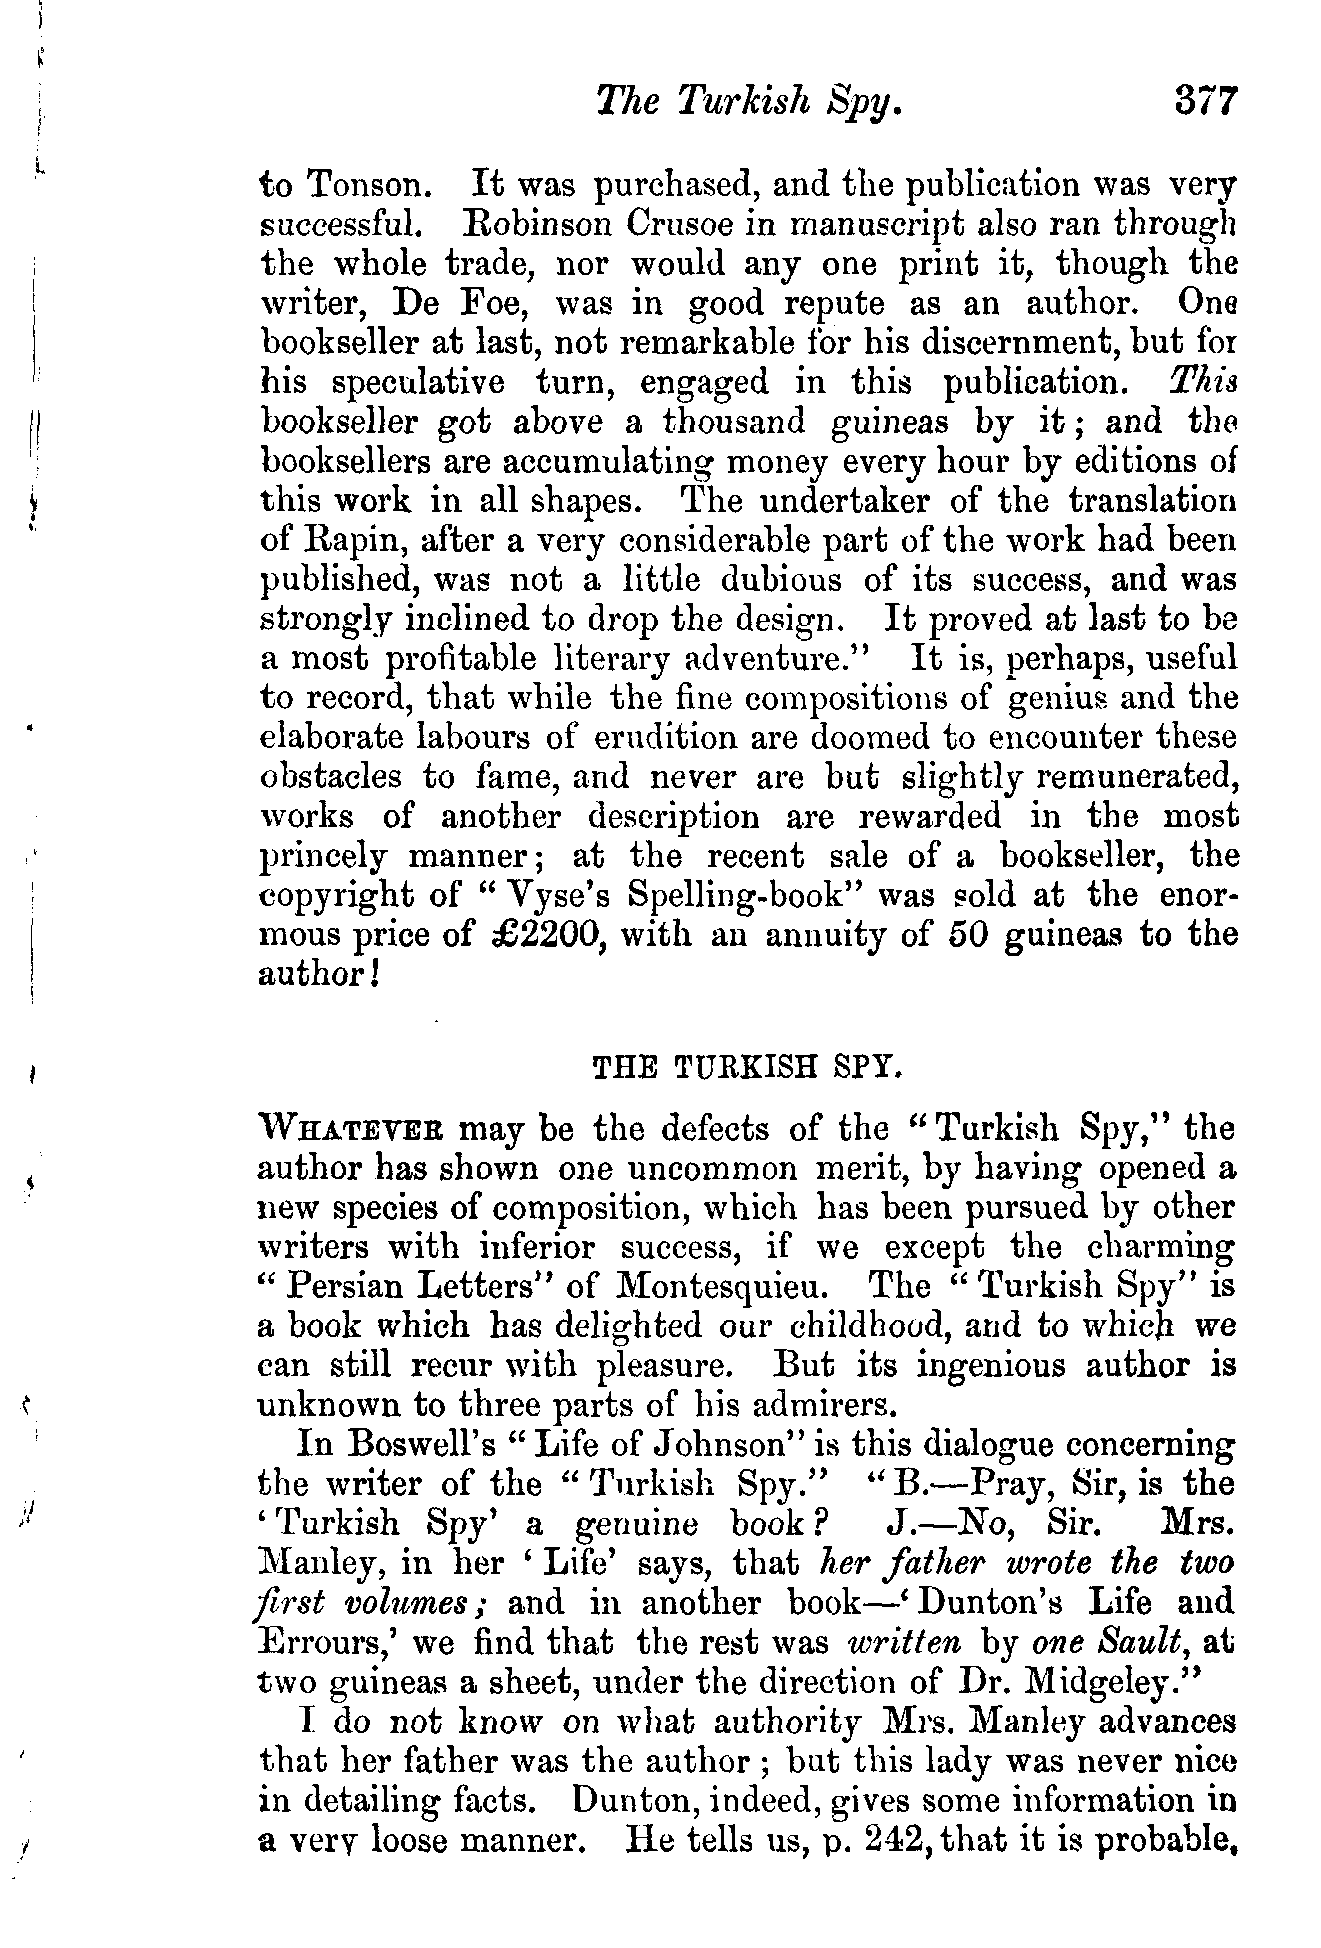 The Turkish Spy. 377
to Tonson. It was purchased, and the publication was very
successful. Robinson Crusoe in manuscript also ran through
the whole trade, nor would any one print it, though the
writer, De Foe, was in good repute as an author. One
bookseller at last, not remarkable for his discernment, but for
his speculative turn, engaged in this publication. This
bookseller got above a thousand guineas by it; and the
booksellers are accumulating money every hour by editions of
this work in all shapes. The undertaker of the translation
of Rapin, after a very considerable part of the work had been
published, was not a little dubious of its success, and was
strongly inclined to drop the design. It proved at last to be
a most profitable literary adventure." It is, perhaps, useful
to record, that while the fine compositions of genius and the
elaborate labours of erudition are doomed to encounter these
obstacles to fame, and never are but slightly remunerated,
works of another description are rewarded in the most
princely manner; at the recent sale of a bookseller, the
copyright of "Vyse's Spelling-book" was sold at the enor-
mous price of £2200, with an annuity of 50 guineas to the
author!
THE TURKISH SPY.
WHATEVER may be the defects of the "Turkish Spy," the
author has shown one uncommon merit, by having opened a
new species of composition, which has been pursued by other
writers with inferior success, if we except the charming
"Persian Letters" of Montesquieu. The "Turkish Spy" is
a book which has delighted our childhood, and to which we
can still recur with pleasure. But its ingenious author is
unknown to three parts of his admirers.
In Boswell's "Life of Johnson" is this dialogue concerning
the writer of the "Turkish Spy." "B.—Pray, Sir, is the
'Turkish Spy' a genuine book? J.—No, Sir. Mrs.
Manley, in her 'Life' says, that her father wrote the two
first volumes; and in another book—'Dunton's Life and
Errours,' we find that the rest was written by one Sault, at
two guineas a sheet, under the direction of Dr. Midgeley."
I do not know on what authority Mrs. Manley advances
that her father was the author; but this lady was never nice
in detailing facts. Dunton, indeed, gives some information in
a very loose manner. He tells us, p. 242, that it is probable,